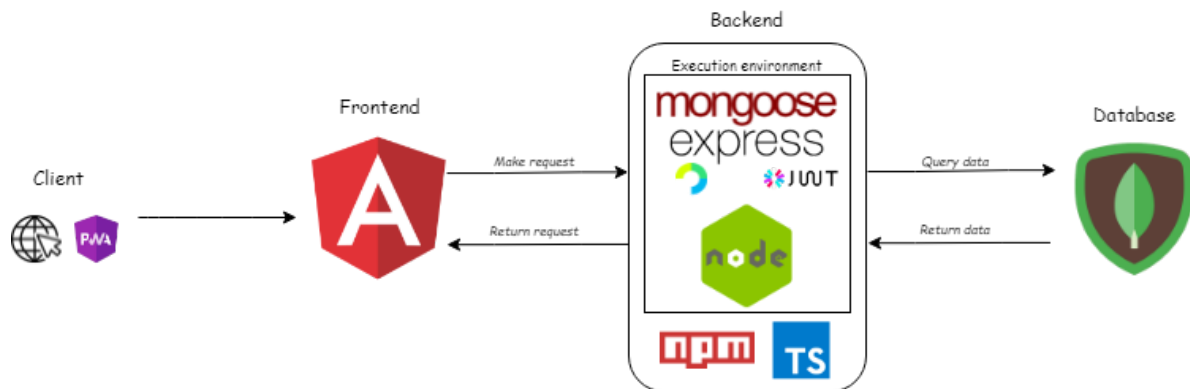 Backend
Execution environment
mongoose
express
JWT
node
npm
TS
Frontend
A
Make request
Return request
Database
Query data
Return data
Client
PWA